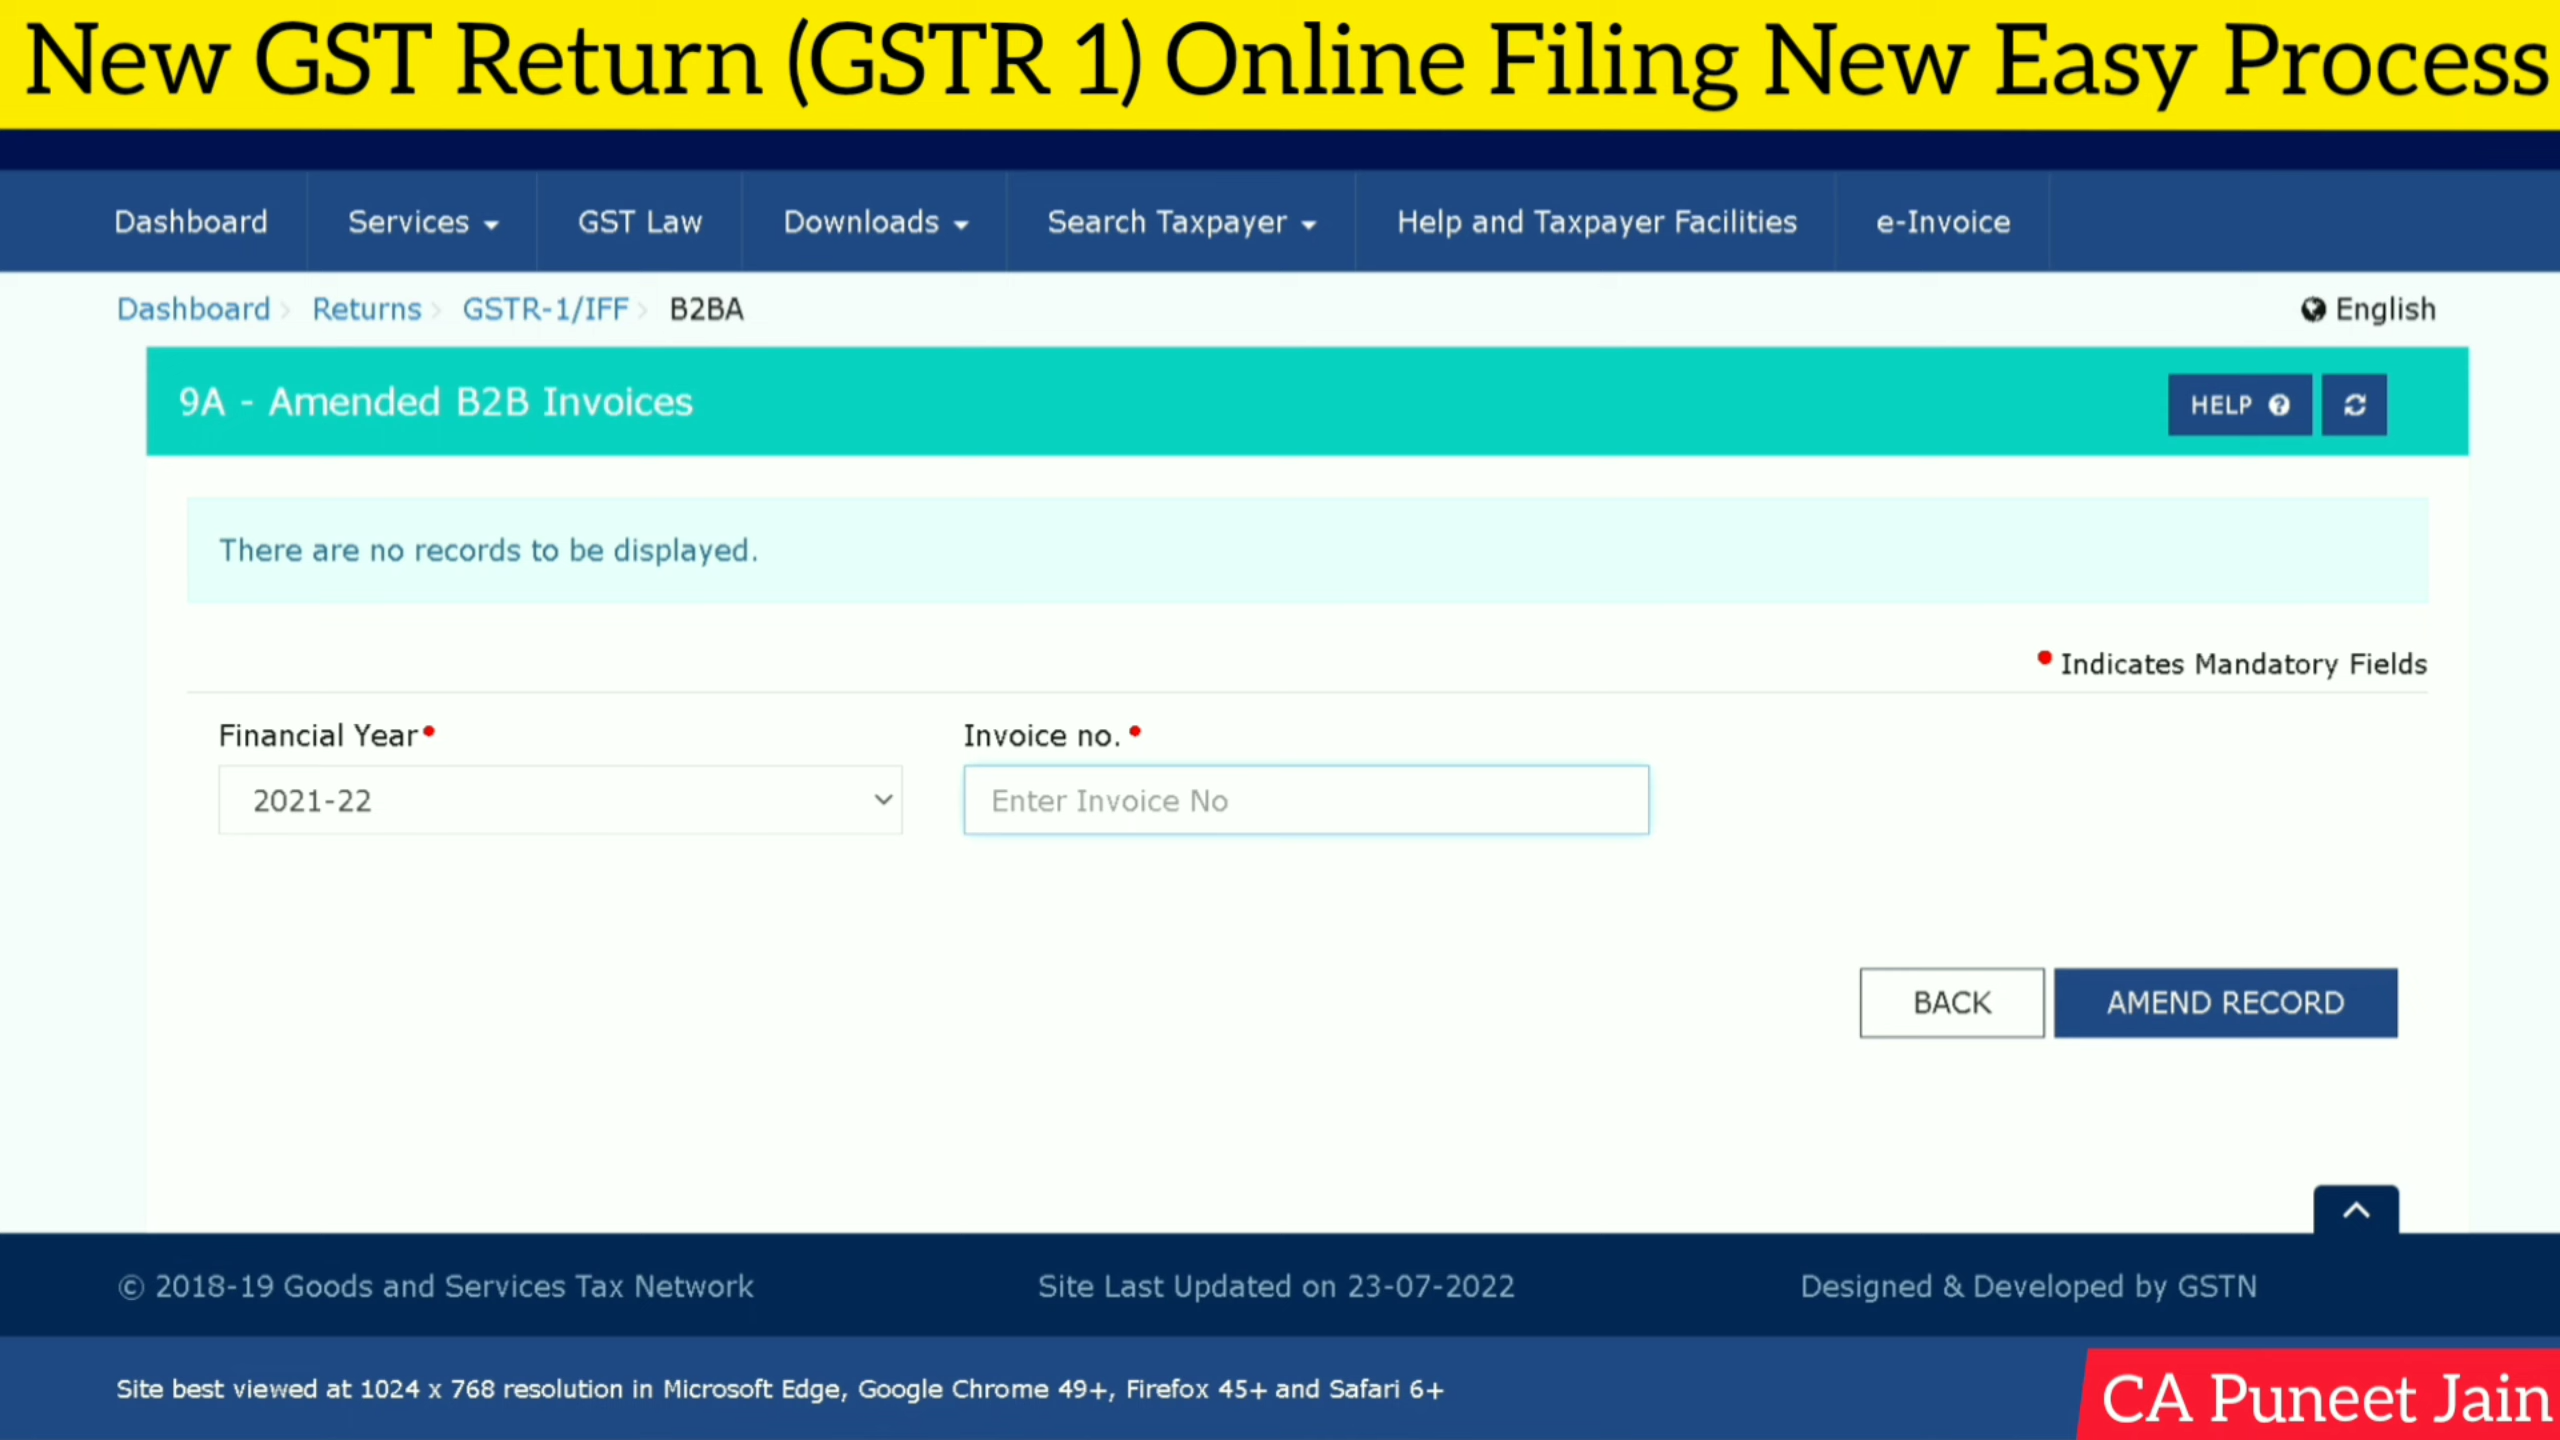 New GST Return (GSTR 1) Online Filing New Easy Process
Dashboard Services GST Law Downloads Search Taxpayer Help and Taxpayer Facilities e-Invoice
Dashboard Returns GSTR-1/IFF B2BA English
9A - Amended B2B Invoices HELP
There are no records to be displayed.
• Indicates Mandatory Fields
Financial Year• Invoice no. •
2021-22 Enter Invoice No
BACK AMEND RECORD
© 2018-19 Goods and Services Tax Network Site Last Updated on 23-07-2022 Designed & Developed by GSTN
Site best viewed at 1024 x 768 resolution in Microsoft Edge, Google Chrome 49+, Firefox 45+ and Safari 6+
CA Puneet Jain